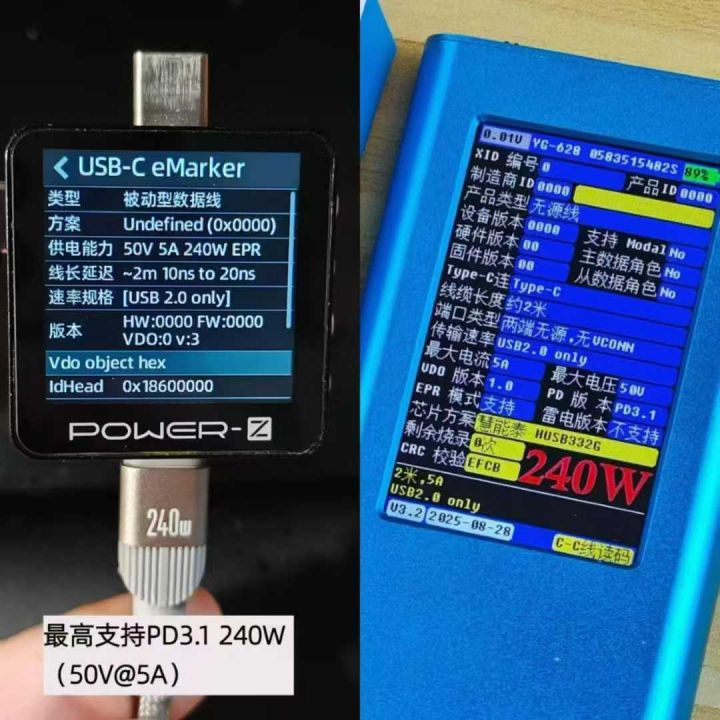 USB-C eMarker
类型 被动型数据线
方案 Undefined (0x0000)
供电能力 50V 5A 240W EPR
线长延迟 ~2m 10ns to 20ns
速率规格 [USB 2.0 only]
版本 HW:0000 FW:0000
VDO:0 v:3
Vdo object hex
IdHead 0x18600000
POWER-Z
240W
最高支持PD3.1 240W
（50V@5A）
0.01V YG-628 0583515482S 89%
XID 编号 0
制造商ID 0000 产品ID 0000
产品类型 无源线
设备版本 0000 支持 Modal No
硬件版本 00 主数据角色 No
固件版本 00 从数据角色 No
Type-C连 Type-C
线缆长度 约2米
端口类型 两端无源,无VCONN
传输速率 USB2.0 only
最大电流 5A 最大电压 50V
VDO 版本 1.0 PD 版本 PD3.1
EPR 模式 支持 雷电版本 不支持
芯片方案 慧能泰 HUSB332G
剩余烧录 0次
CRC 校验 EFCB 240W
2米,5A
USB2.0 only
V3.2 2025-08-28 C-C线读码